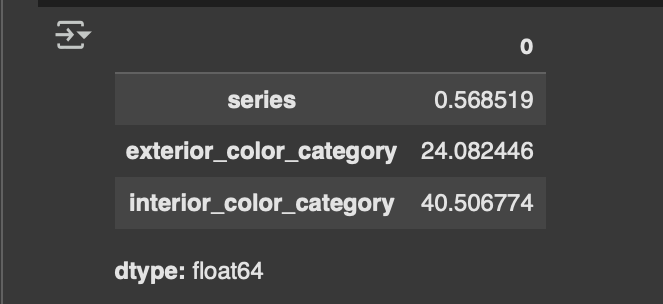 0
series 0.568519
exterior_color_category 24.082446
interior_color_category 40.506774
dtype: float64